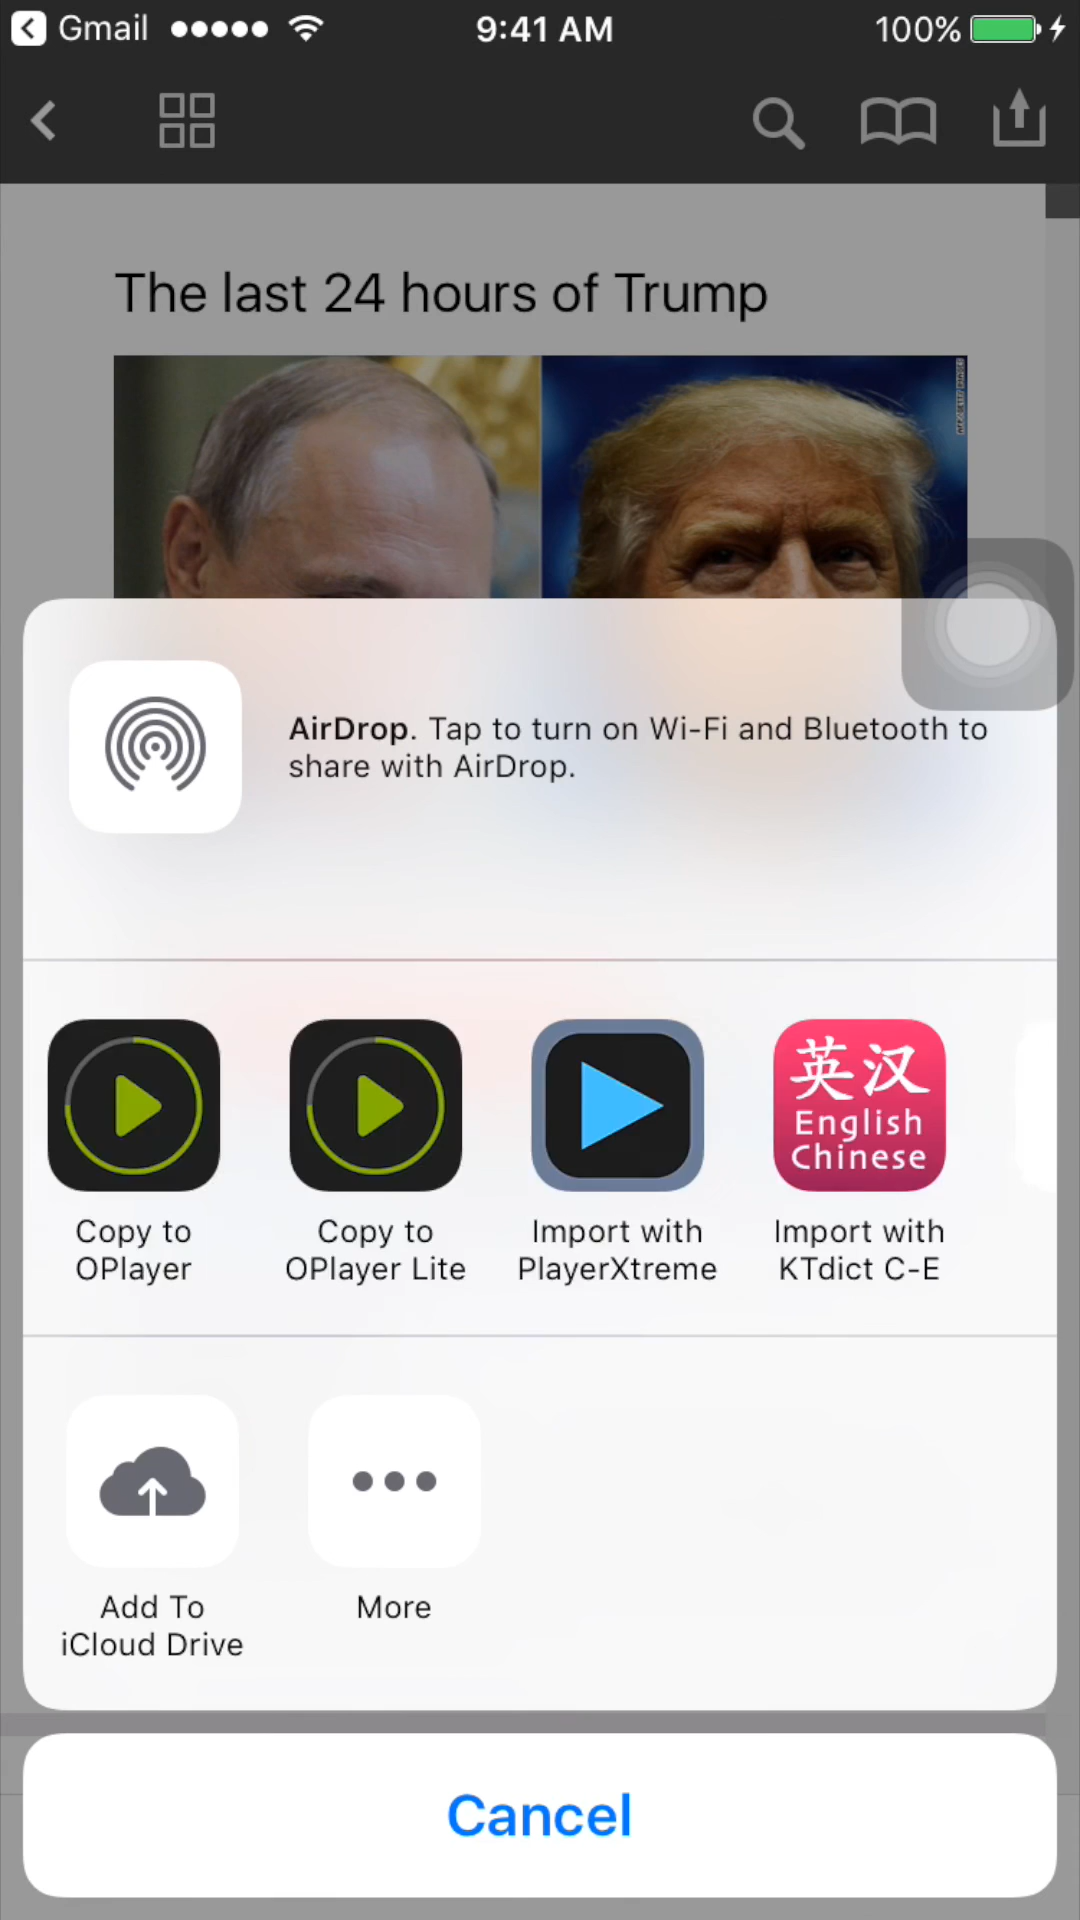 Gmail
9:41 AM
100%
The last 24 hours of Trump
AirDrop. Tap to turn on Wi-Fi and Bluetooth to
share with AirDrop.
英汉
English
Chinese
Copy to
OPlayer
Copy to
OPlayer Lite
Import with
PlayerXtreme
Import with
KTdict C-E
Add To
iCloud Drive
More
Cancel